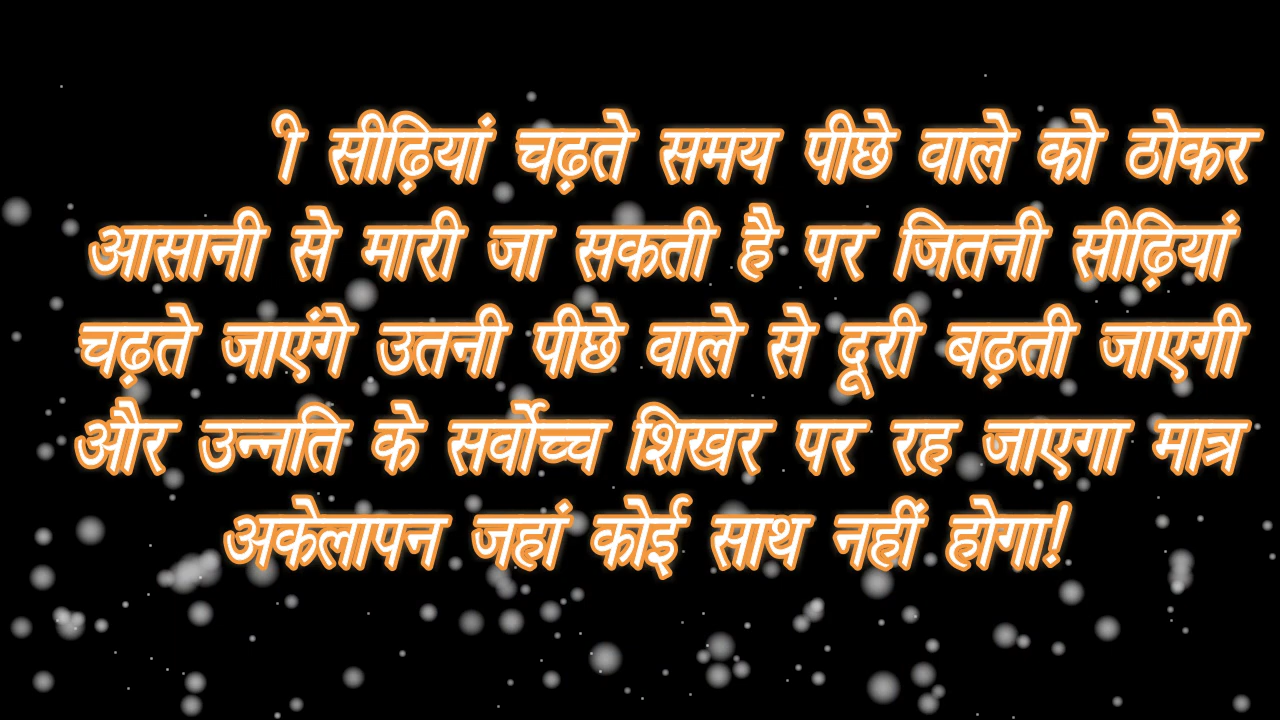 ी सीढ़ियां चढ़ते समय पीछे वाले को ठोकर
आसानी से मारी जा सकती है पर जितनी सीढ़ियां
चढ़ते जाएंगे उतनी पीछे वाले से दूरी बढ़ती जाएगी
और उन्नति के सर्वोच्च शिखर पर रह जाएगा मात्र
अकेलापन जहां कोई साथ नहीं होगा!